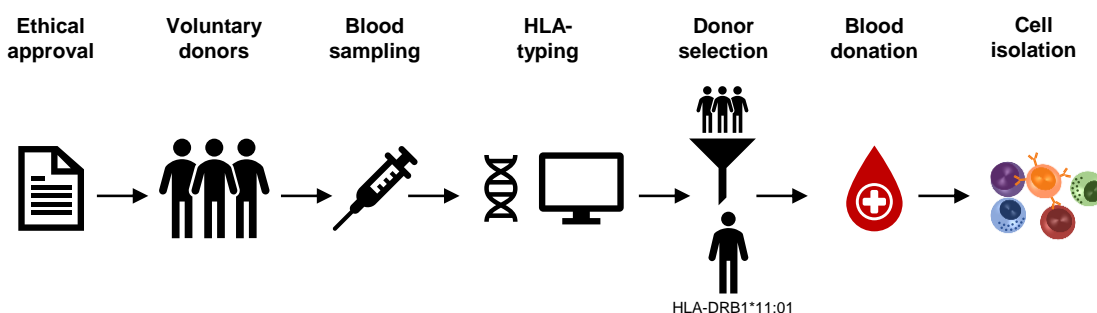 Ethical
approval
Voluntary
donors
Blood
sampling
HLA-
typing
Donor
selection
Blood
donation
Cell
isolation
HLA-DRB1*11:01